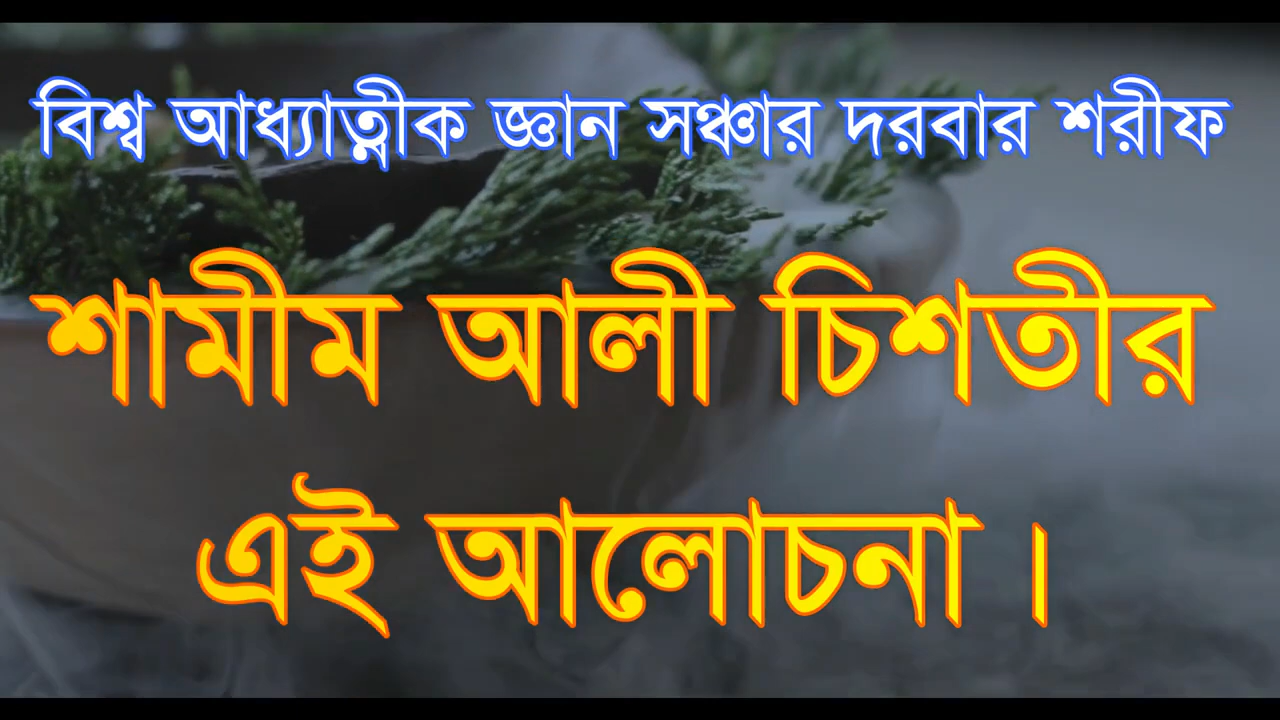 বিশ্ব আধ্যাত্নীক জ্ঞান সঞ্চার দরবার শরীফ
শামীম আলী চিশতীর
এই আলোচনা ।